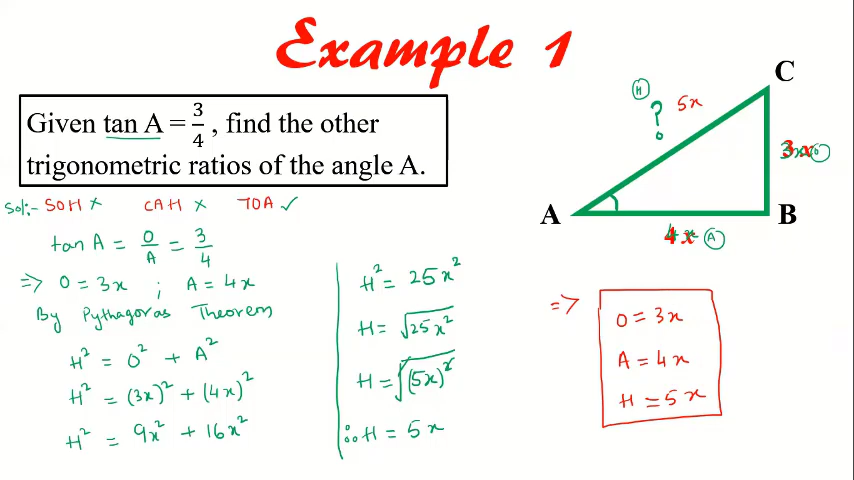 Example 1
Given tan A = 3/4 , find the other
trigonometric ratios of the angle A.
Sol:- SOH × CAH × TOA ✓
tan A = O/A = 3/4
=> O = 3x ; A = 4x
By Pythagoras Theorem
H² = O² + A²
H² = (3x)² + (4x)²
H² = 9x² + 16x²
H² = 25x²
H = √25x²
H = √(5x)²
∴ H = 5x
C
H
?
5x
3x
A
B
4x A
=>
O = 3x
A = 4x
H = 5x